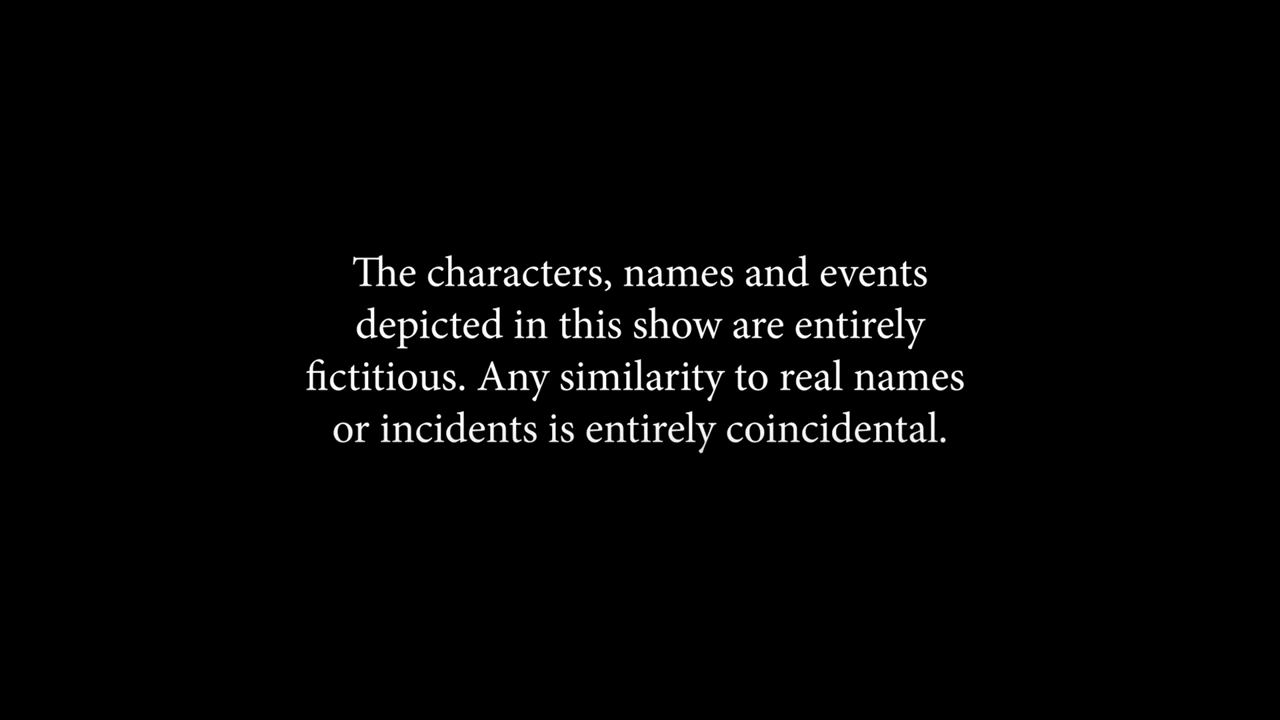 The characters, names and events
depicted in this show are entirely
fictitious. Any similarity to real names
or incidents is entirely coincidental.